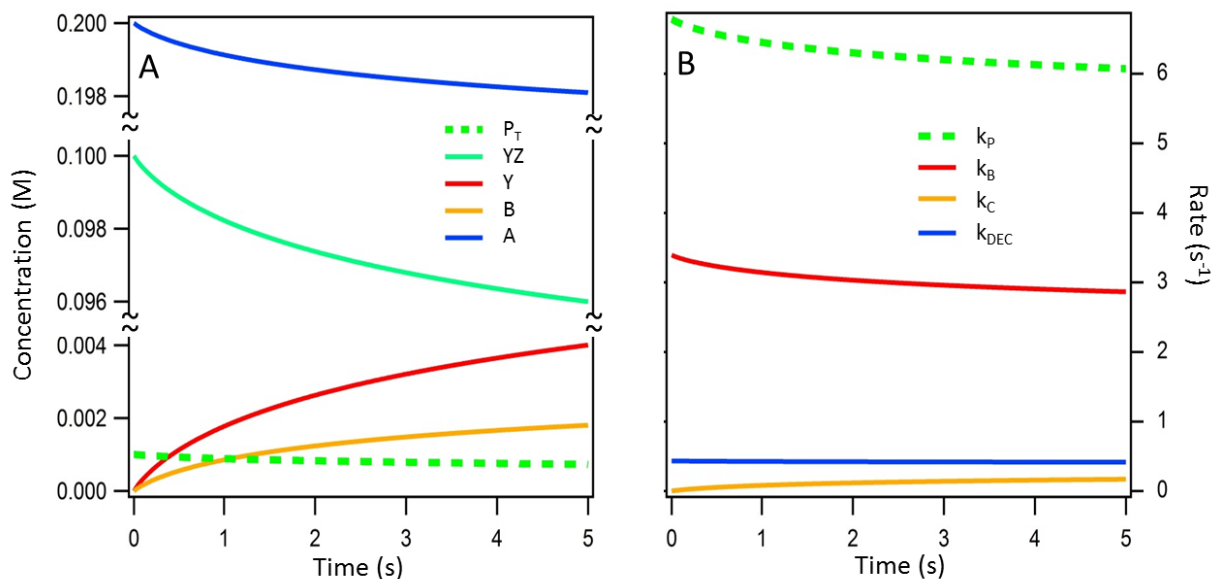 A
0.200
0.198
0.100
0.098
0.096
0.004
0.002
0.000
Concentration (M)
P_T
YZ
Y
B
A
0
1
2
3
4
5
Time (s)
B
k_P
k_B
k_C
k_DEC
6
5
4
3
2
1
0
Rate (s⁻¹)
0
1
2
3
4
5
Time (s)